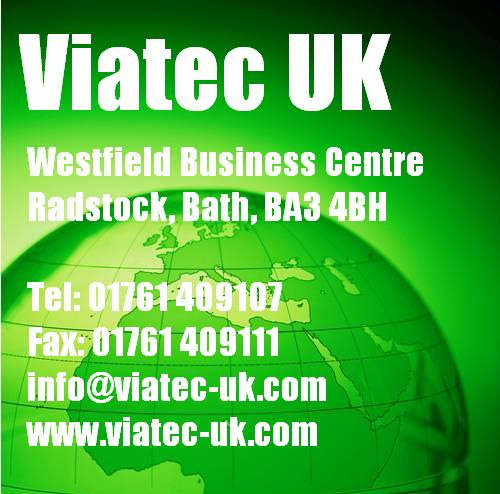 Viatec UK
Westfield Business Centre
Radstock, Bath, BA3 4BH
Tel: 01761 409107
Fax: 01761 409111
info@viatec-uk.com
www.viatec-uk.com